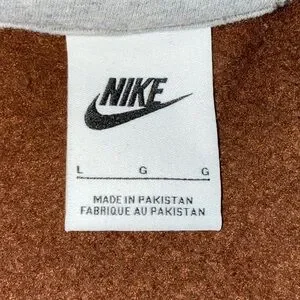 NIKE
L G G
MADE IN PAKISTAN
FABRIQUE AU PAKISTAN